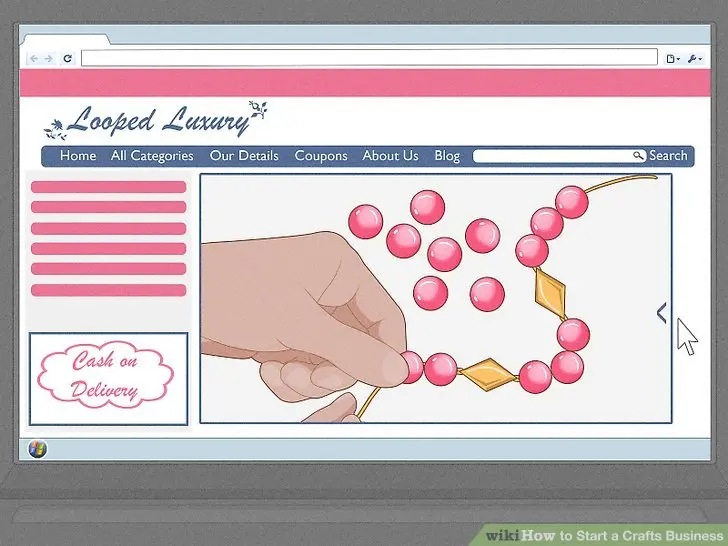 Looped Luxury
Home All Categories Our Details Coupons About Us Blog Search
Cash on
Delivery
wikiHow to Start a Crafts Business